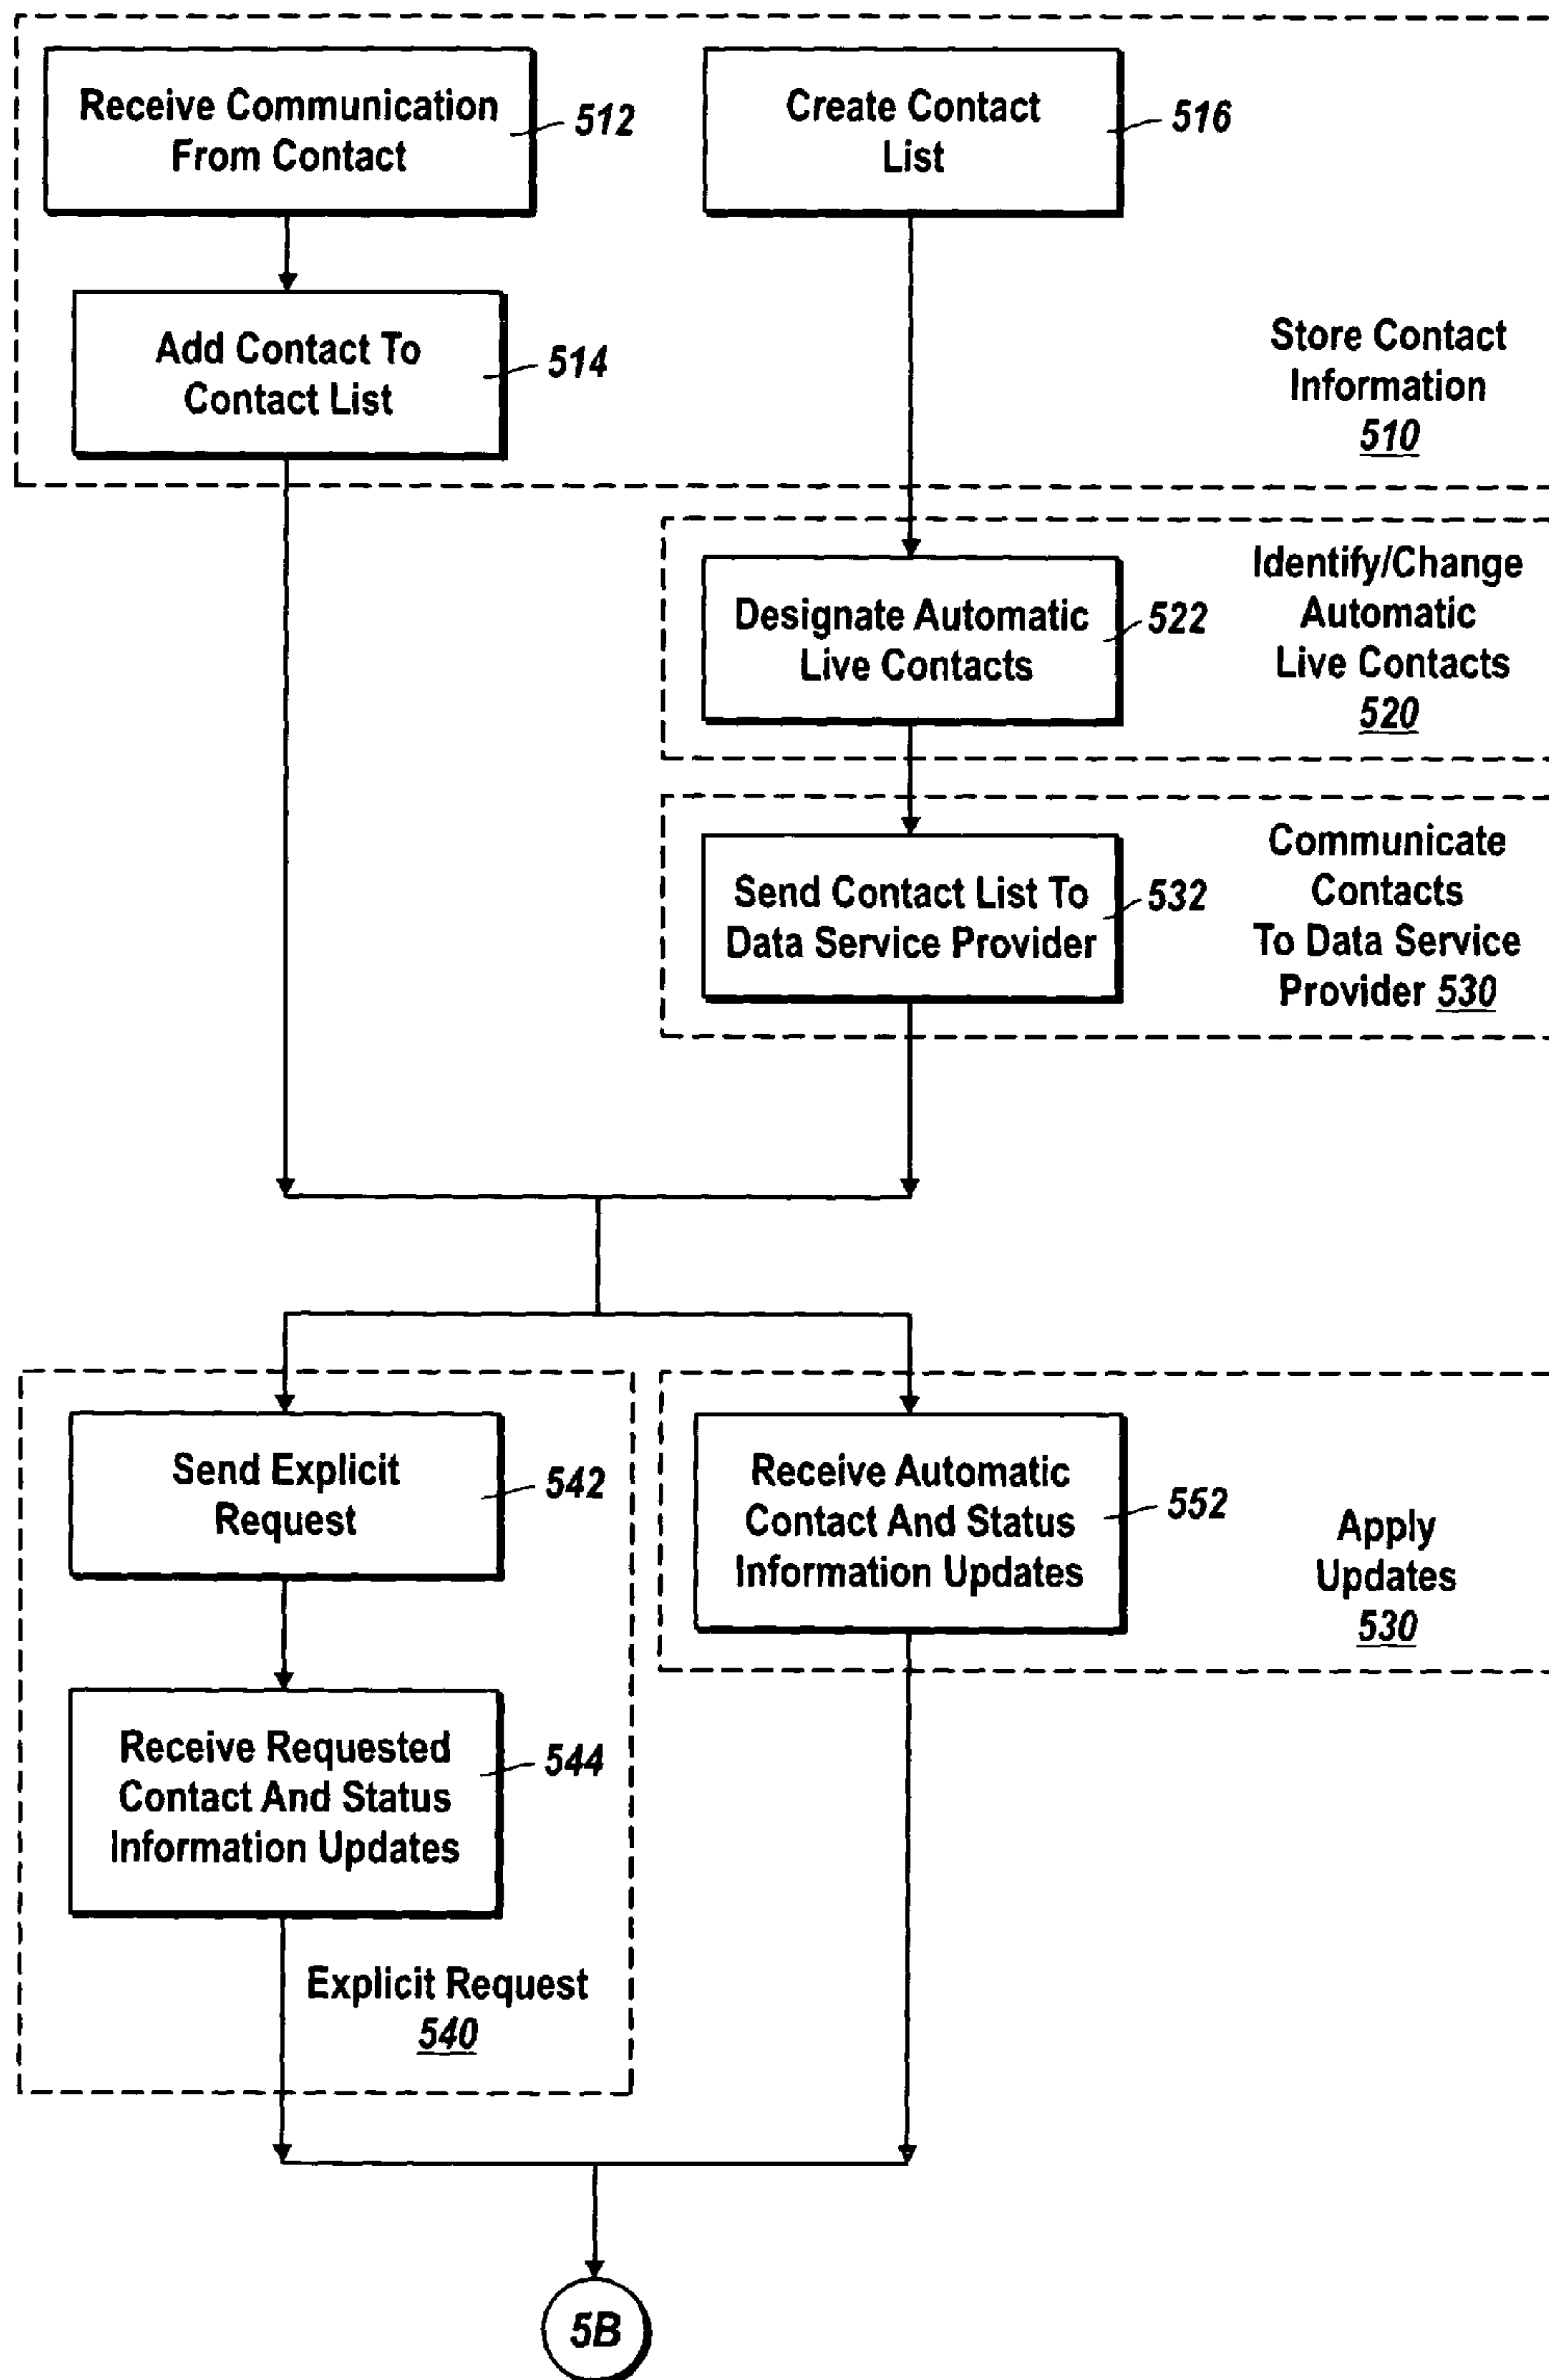 Receive Communication
From Contact
512
Create Contact
List
516
Add Contact To
Contact List
514
Store Contact
Information
510
Designate Automatic
Live Contacts
522
Identify/Change
Automatic
Live Contacts
520
Send Contact List To
Data Service Provider
532
Communicate
Contacts
To Data Service
Provider 530
Send Explicit
Request
542
Receive Automatic
Contact And Status
Information Updates
552
Apply
Updates
530
Receive Requested
Contact And Status
Information Updates
544
Explicit Request
540
5B